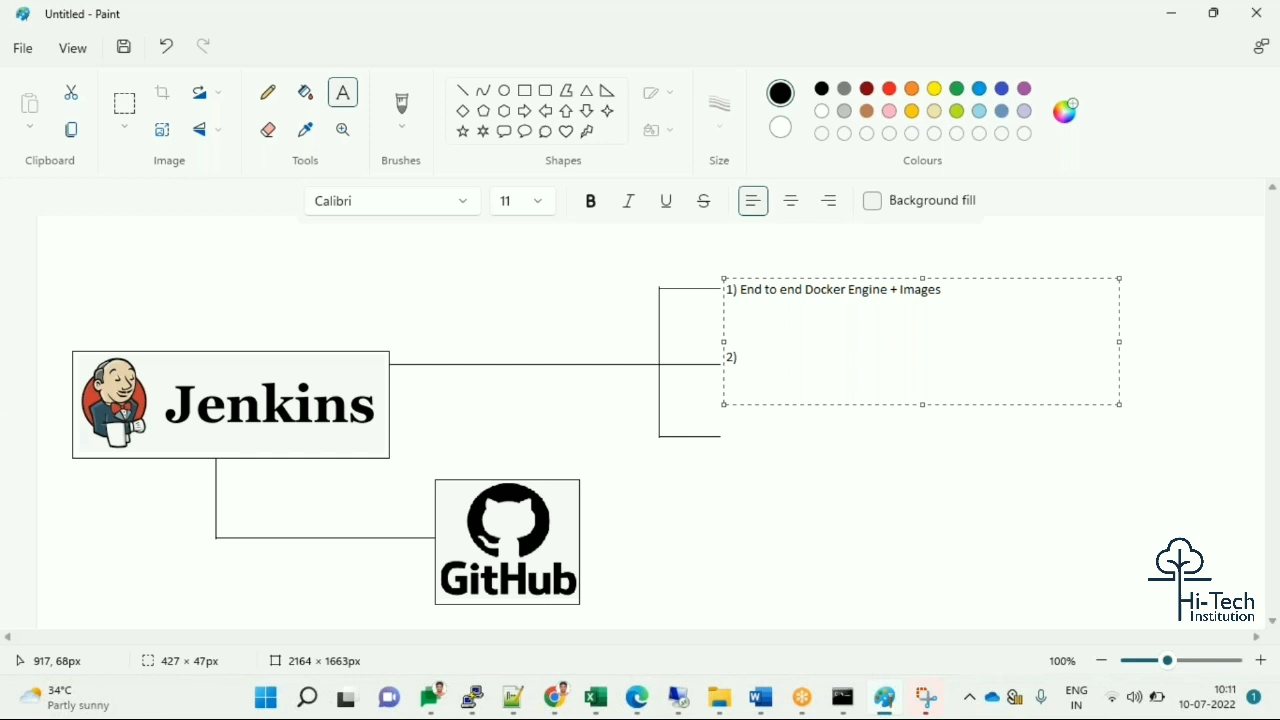 Untitled - Paint
File View
Clipboard Image Tools Brushes Shapes Size Colours
A
Calibri 11 B I U S Background fill
1) End to end Docker Engine + Images
2)
Jenkins
GitHub
Hi-Tech
Institution
917, 68px 427 × 47px 2164 × 1663px 100%
34°C
Partly sunny
ENG
IN
10:11
10-07-2022
1